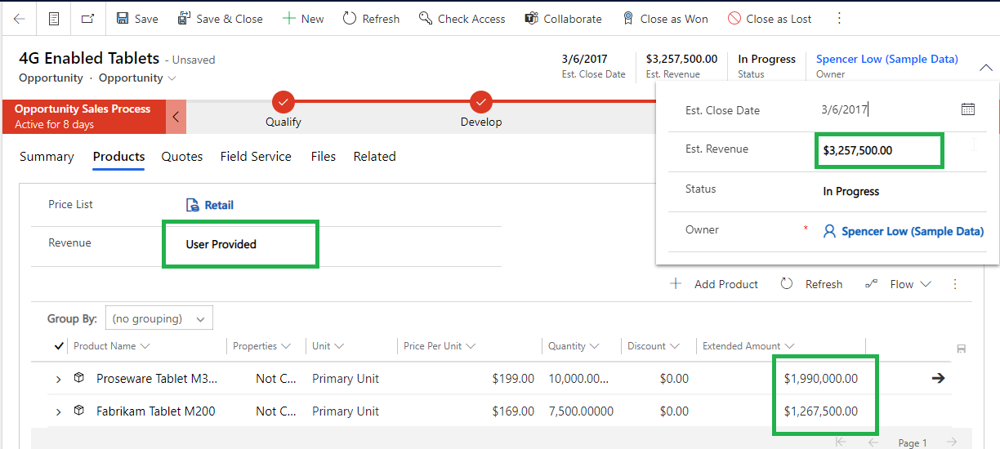 Save Save & Close New Refresh Check Access Collaborate Close as Won Close as Lost
4G Enabled Tablets - Unsaved
Opportunity · Opportunity
3/6/2017 $3,257,500.00 In Progress Spencer Low (Sample Data)
Est. Close Date Est. Revenue Status Owner
Opportunity Sales Process
Active for 8 days
Qualify Develop
Est. Close Date 3/6/2017
Est. Revenue $3,257,500.00
Status In Progress
Owner * Spencer Low (Sample Data)
Summary Products Quotes Field Service Files Related
Price List Retail
Revenue User Provided
Add Product Refresh Flow
Group By: (no grouping)
Product Name Properties Unit Price Per Unit Quantity Discount Extended Amount
Proseware Tablet M3... Not C... Primary Unit $199.00 10,000.00... $0.00 $1,990,000.00
Fabrikam Tablet M200 Not C... Primary Unit $169.00 7,500.00000 $0.00 $1,267,500.00
Page 1